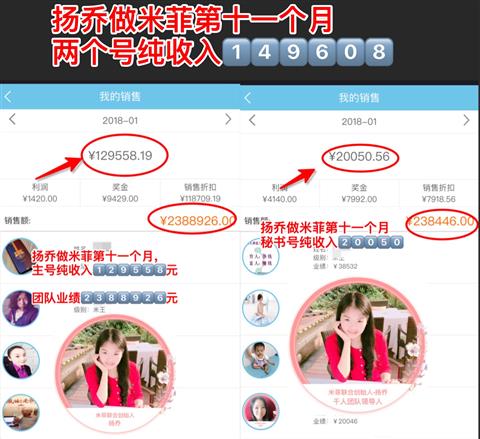 扬乔做米菲第十一个月
两个号纯收入149608
我的销售
2018-01
¥129558.19
利润
奖金
销售折扣
¥1420.00
¥9429.00
¥118709.19
销售额:
¥2388926.00
扬乔做米菲第十一个月,
主号纯收入129558元
团队业绩2388926元
级别: 米王
米菲联合创始人
-扬乔
我的销售
2018-01
¥20050.56
利润
奖金
销售折扣
¥4140.00
¥7992.00
¥7918.56
¥238446.00
扬乔做米菲第十一个月
秘书号纯收入20050
业绩: ¥ 38532
米菲联合创始人-扬乔
千人团队领导人
¥ 20046